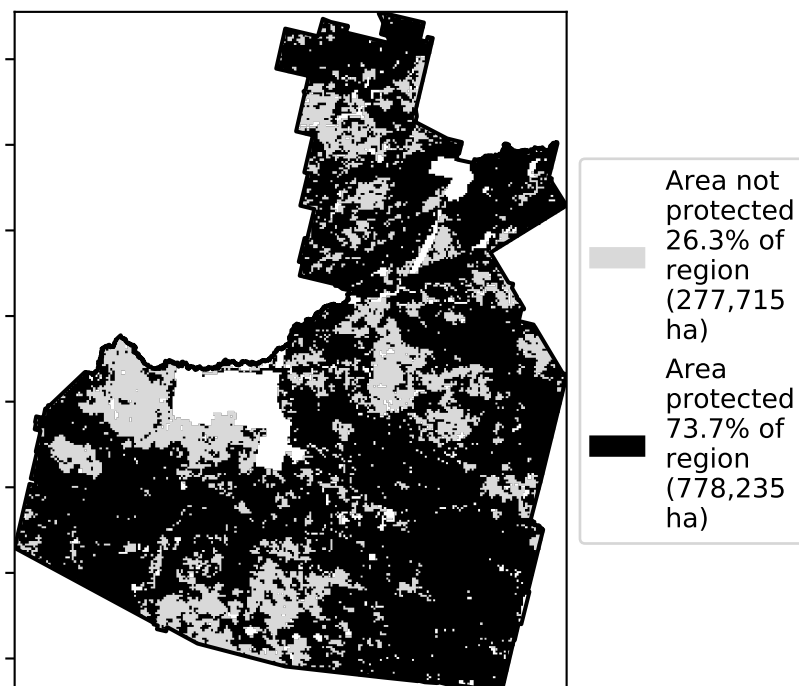 Area not
protected
26.3% of
region
(277,715
ha)
Area
protected
73.7% of
region
(778,235
ha)